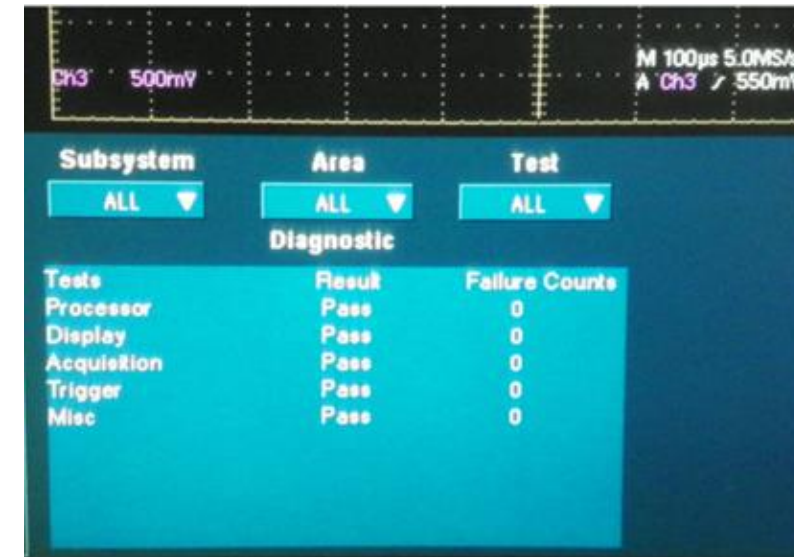 Ch3 500mV
M 100µs 5.0MS/s
A Ch3 550mV
Subsystem Area Test
ALL ALL ALL
Diagnostic
Tests Result Failure Counts
Processor Pass 0
Display Pass 0
Acquisition Pass 0
Trigger Pass 0
Misc Pass 0